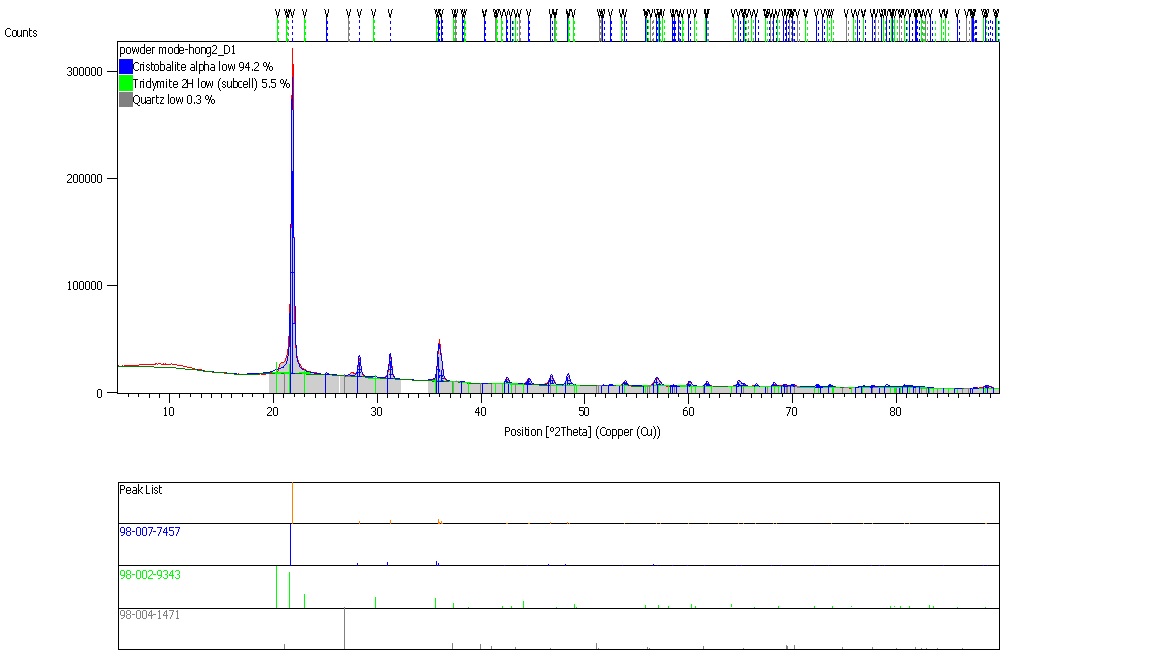 Counts
powder mode-hong2_D1
Cristobalite alpha low 94.2 %
Tridymite 2H low (subcell) 5.5 %
Quartz low 0.3 %
300000
200000
100000
0
10 20 30 40 50 60 70 80
Position [°2Theta] (Copper (Cu))
Peak List
98-007-7457
98-002-9343
98-004-1471